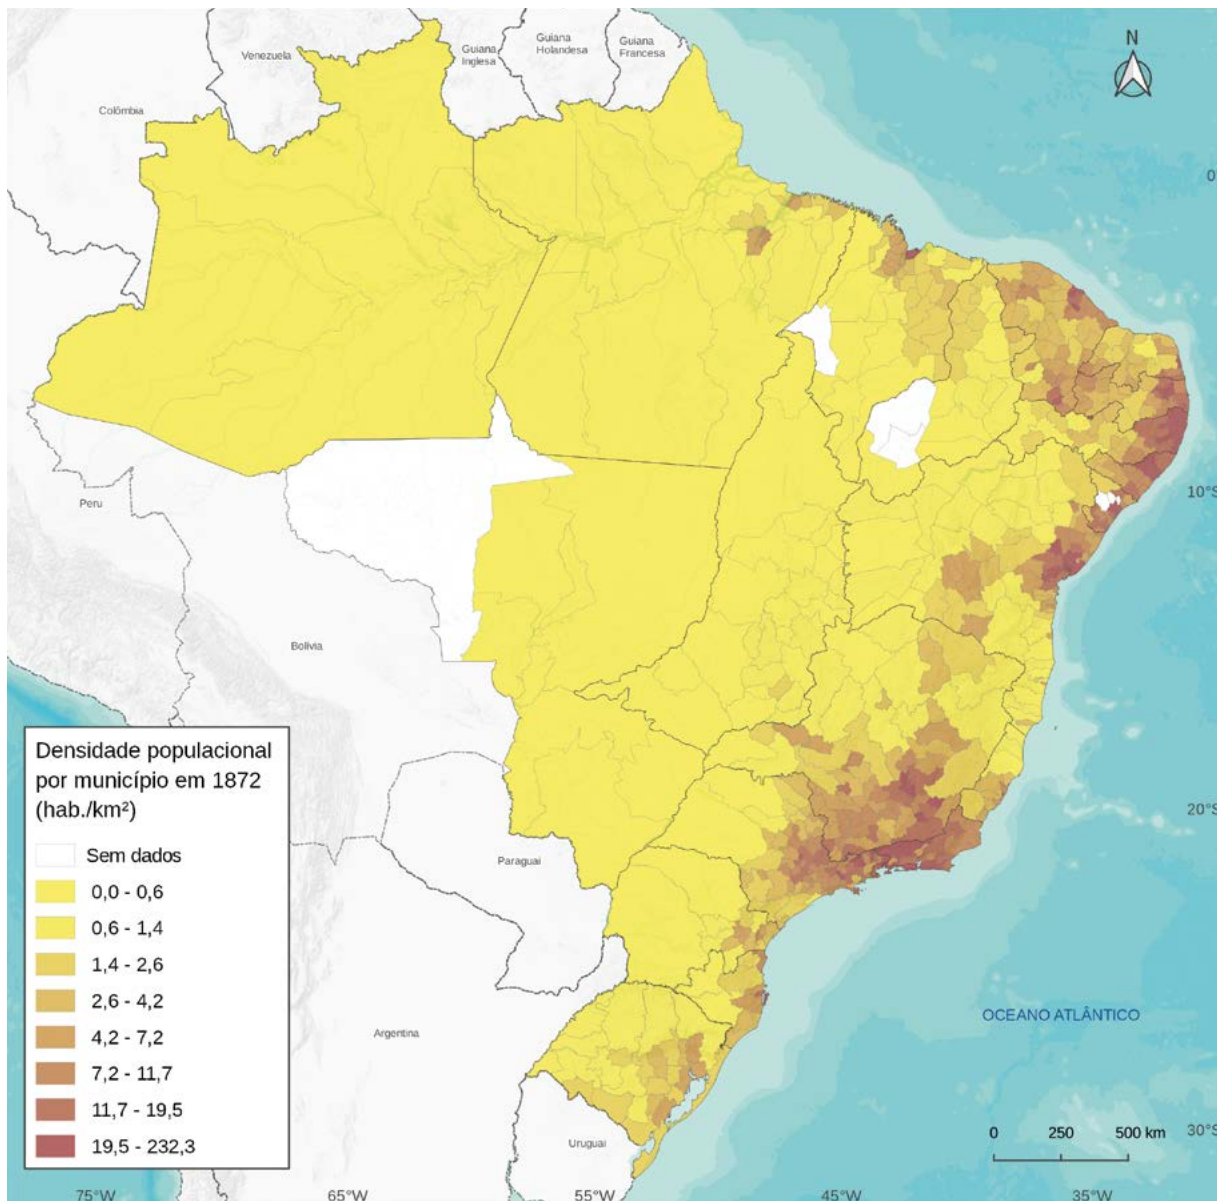 Guiana
Holandesa
Guiana
Francesa
Guiana
Inglesa
Venezuela
N
Colômbia
0
Peru
10°S
Bolívia
Densidade populacional
por município em 1872
(hab./km²)
Sem dados
0,0 - 0,6
0,6 - 1,4
1,4 - 2,6
2,6 - 4,2
4,2 - 7,2
7,2 - 11,7
11,7 - 19,5
19,5 - 232,3
20°S
Paraguai
OCEANO ATLÂNTICO
Argentina
Uruguai
0 250 500 km
30°S
75°W 65°W 55°W 45°W 35°W